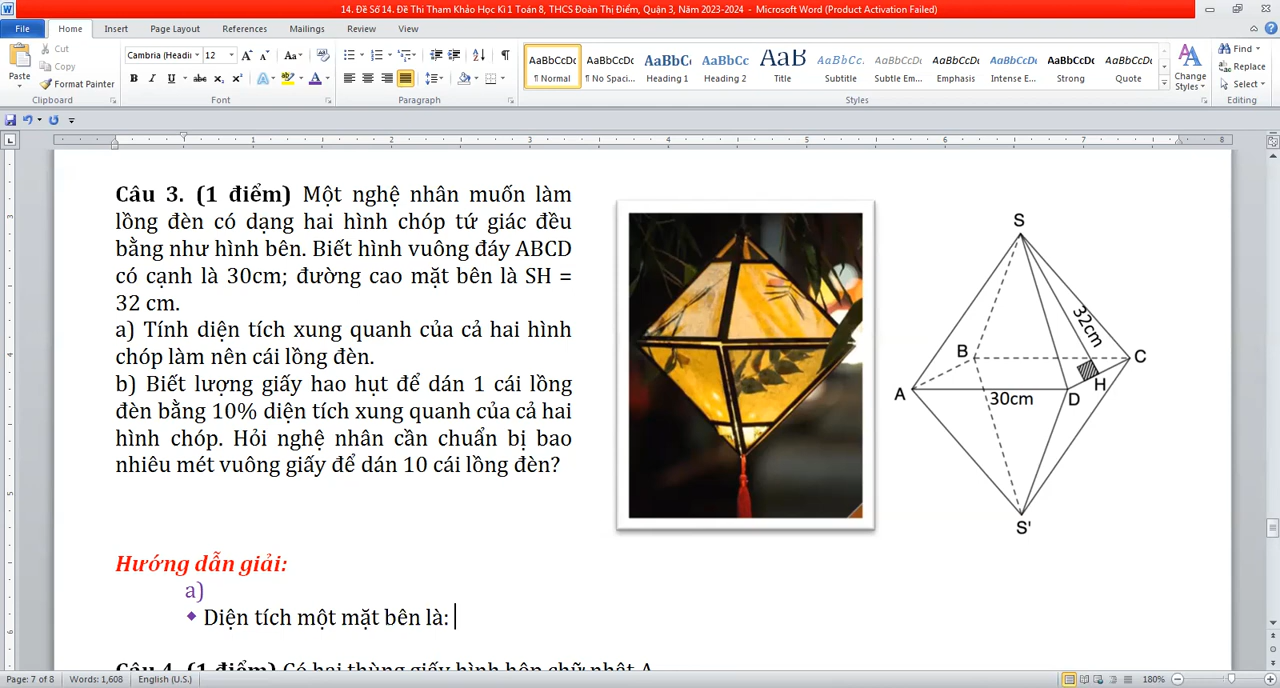 14. Đề Số 14. Đề Thi Tham Khảo Học Kì 1 Toán 8, THCS Đoàn Thị Điểm, Quận 3, Năm 2023-2024 - Microsoft Word (Product Activation Failed)
File Home Insert Page Layout References Mailings Review View
Paste
Cut
Copy
Format Painter
Clipboard
Cambria (Headi 12
Font
Paragraph
AaBbCcDc AaBbCcDc AaBbC AaBbCc AaB AaBbCc. AaBbCcDc AaBbCcDc AaBbCcDc AaBbCcDc AaBbCcDc
¶ Normal ¶ No Spaci... Heading 1 Heading 2 Title Subtitle Subtle Em... Emphasis Intense E... Strong Quote
Styles
Change
Styles
Find
Replace
Select
Editing
1 2 3 4 5 6 7 8
Câu 3. (1 điểm) Một nghệ nhân muốn làm
lồng đèn có dạng hai hình chóp tứ giác đều
bằng như hình bên. Biết hình vuông đáy ABCD
có cạnh là 30cm; đường cao mặt bên là SH =
32 cm.
a) Tính diện tích xung quanh của cả hai hình
chóp làm nên cái lồng đèn.
b) Biết lượng giấy hao hụt để dán 1 cái lồng
đèn bằng 10% diện tích xung quanh của cả hai
hình chóp. Hỏi nghệ nhân cần chuẩn bị bao
nhiêu mét vuông giấy để dán 10 cái lồng đèn?
S
32cm
B
C
H
A
30cm
D
S'
Hướng dẫn giải:
a)
Diện tích một mặt bên là:
Câu 4. (1 điểm) Có hai thùng giấy hình hộp chữ nhật A
Page: 7 of 8 Words: 1,608 English (U.S.) 180%